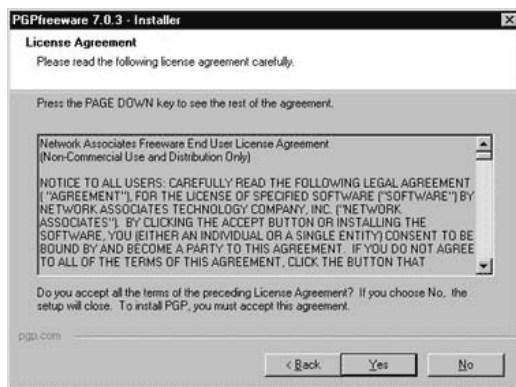 PGPfreeware 7.0.3 - Installer
License Agreement
Please read the following license agreement carefully.
Press the PAGE DOWN key to see the rest of the agreement.
Network Associates Freeware End User License Agreement
(Non-Commercial Use and Distribution Only)
NOTICE TO ALL USERS: CAREFULLY READ THE FOLLOWING LEGAL AGREEMENT
( "AGREEMENT"), FOR THE LICENSE OF SPECIFIED SOFTWARE ("SOFTWARE") BY
NETWORK ASSOCIATES TECHNOLOGY COMPANY, INC. ("NETWORK
ASSOCIATES"). BY CLICKING THE ACCEPT BUTTON OR INSTALLING THE
SOFTWARE, YOU (EITHER AN INDIVIDUAL OR A SINGLE ENTITY) CONSENT TO BE
BOUND BY AND BECOME A PARTY TO THIS AGREEMENT. IF YOU DO NOT AGREE
TO ALL OF THE TERMS OF THIS AGREEMENT, CLICK THE BUTTON THAT
Do you accept all the terms of the preceding License Agreement? If you choose No, the
setup will close. To install PGP, you must accept this agreement.
pgp.com
< Back Yes No